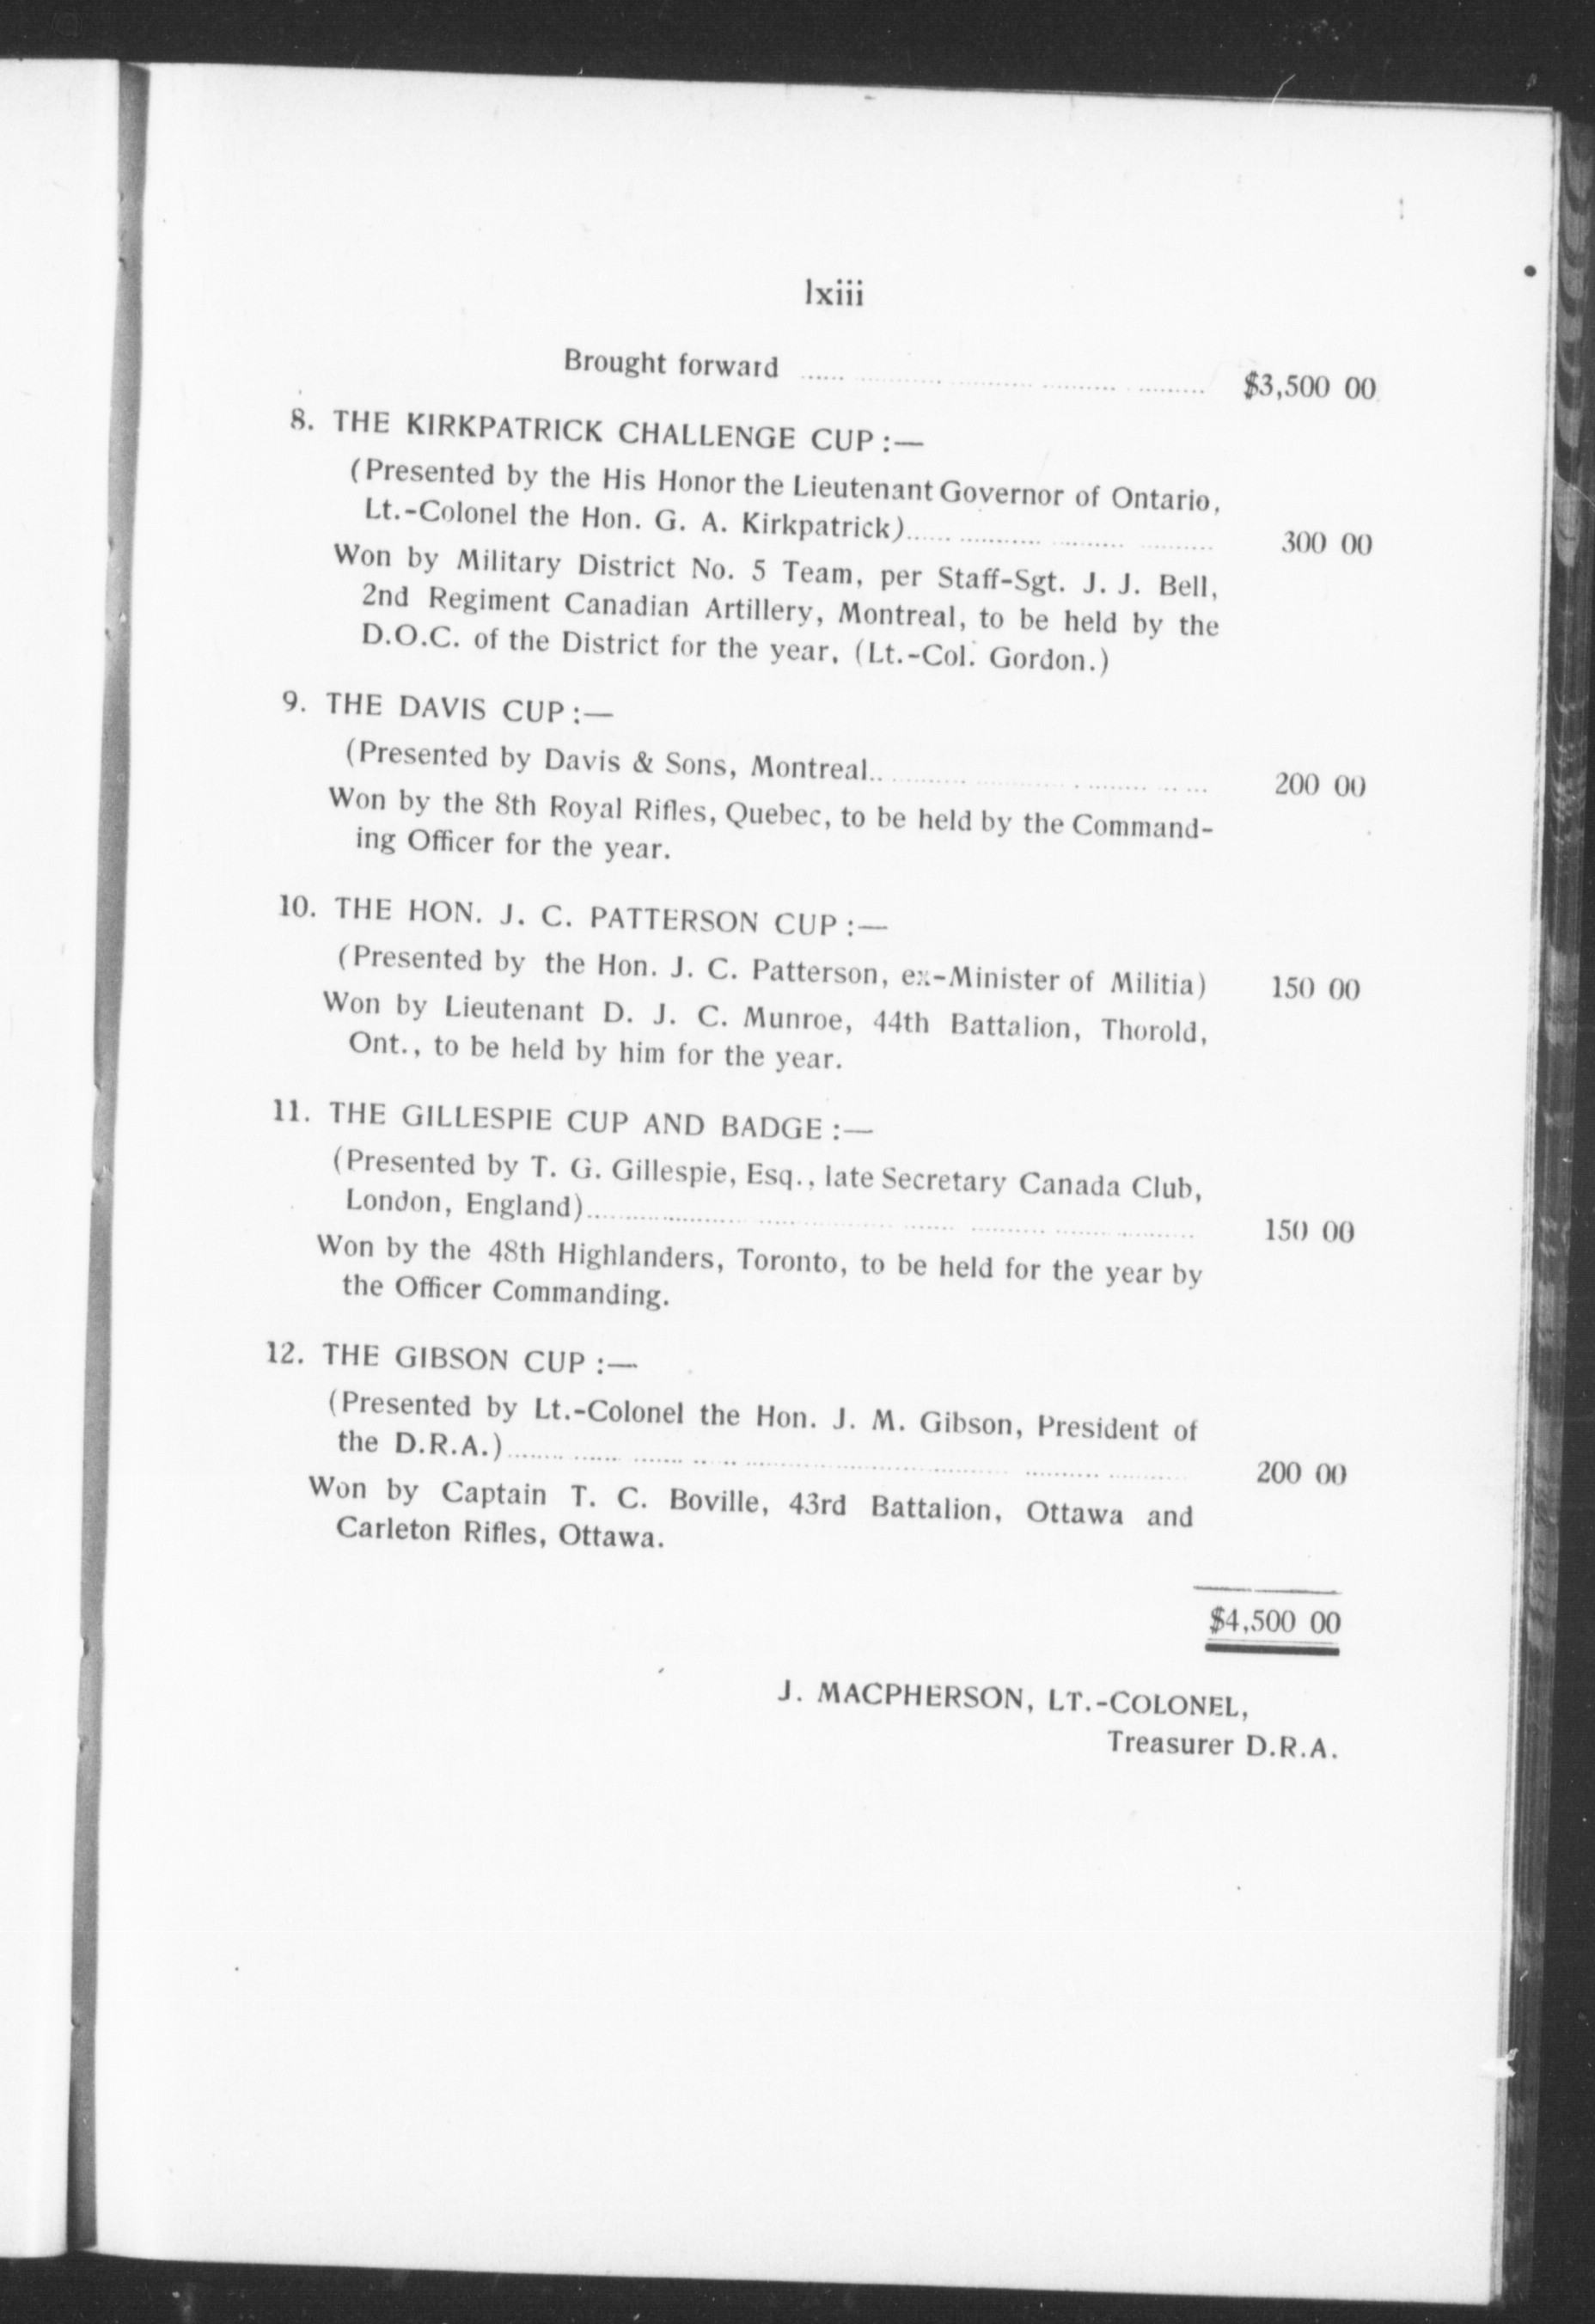 lxiii
Brought forward ........................................ $3,500 00
8. THE KIRKPATRICK CHALLENGE CUP :—
(Presented by the His Honor the Lieutenant Governor of Ontario,
Lt.-Colonel the Hon. G. A. Kirkpatrick)........................................ 300 00
Won by Military District No. 5 Team, per Staff-Sgt. J. J. Bell,
2nd Regiment Canadian Artillery, Montreal, to be held by the
D.O.C. of the District for the year, (Lt.-Col. Gordon.)
9. THE DAVIS CUP :—
(Presented by Davis & Sons, Montreal........................................ 200 00
Won by the 8th Royal Rifles, Quebec, to be held by the Command-
ing Officer for the year.
10. THE HON. J. C. PATTERSON CUP :—
(Presented by the Hon. J. C. Patterson, ex-Minister of Militia) 150 00
Won by Lieutenant D. J. C. Munroe, 44th Battalion, Thorold,
Ont., to be held by him for the year.
11. THE GILLESPIE CUP AND BADGE :—
(Presented by T. G. Gillespie, Esq., late Secretary Canada Club,
London, England)........................................ 150 00
Won by the 48th Highlanders, Toronto, to be held for the year by
the Officer Commanding.
12. THE GIBSON CUP :—
(Presented by Lt.-Colonel the Hon. J. M. Gibson, President of
the D.R.A.)........................................ 200 00
Won by Captain T. C. Boville, 43rd Battalion, Ottawa and
Carleton Rifles, Ottawa.
$4,500 00
J. MACPHERSON, LT.-COLONEL,
Treasurer D.R.A.